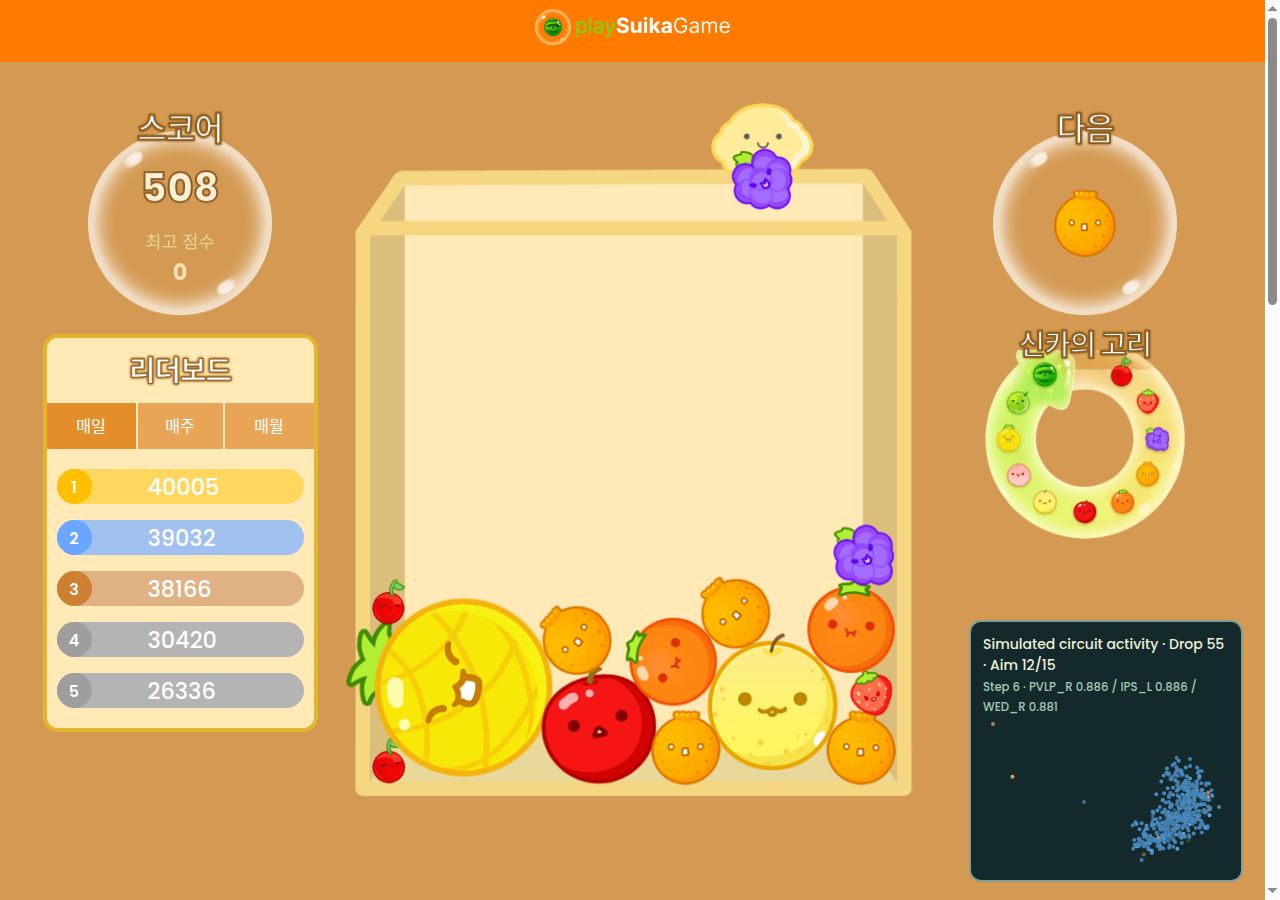 playSuikaGame
스코어
508
최고 점수
0
다음
리더보드
매일 매주 매월
1 40005
2 39032
3 38166
4 30420
5 26336
신카의 고리
Simulated circuit activity · Drop 55
· Aim 12/15
Step 6 · PVLP_R 0.886 / IPS_L 0.886 /
WED_R 0.881